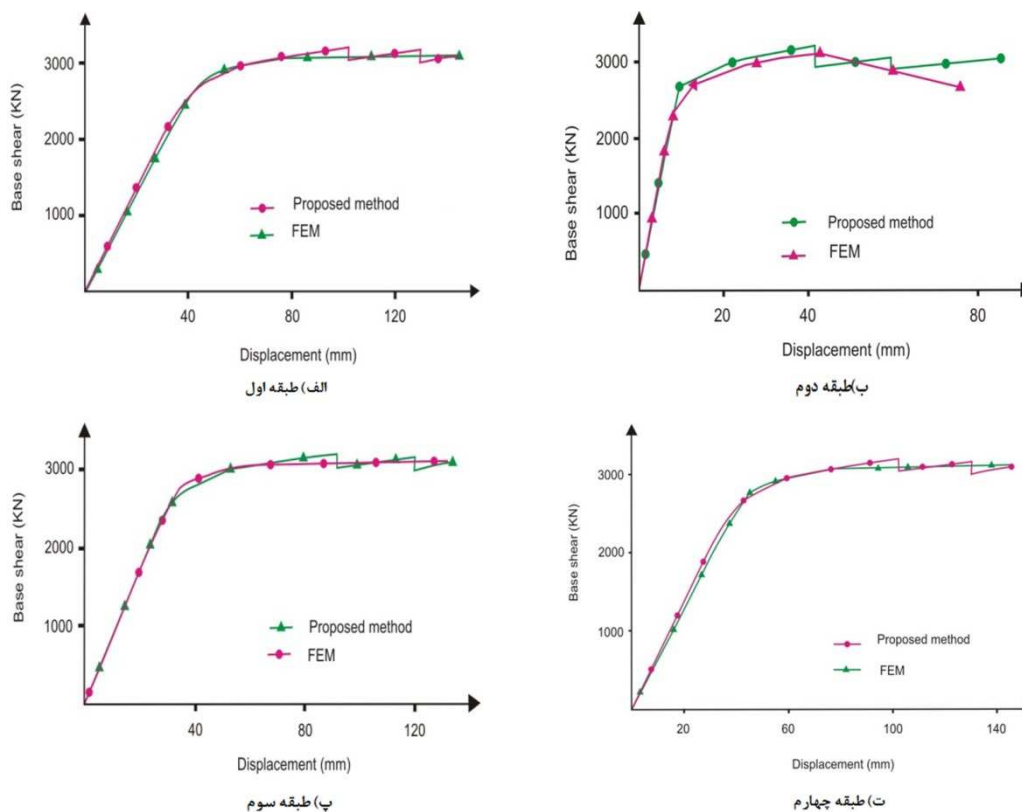 Base shear (KN)
3000
2000
1000
Proposed method
FEM
40
80
120
Displacement (mm)
الف) طبقه اول
Base shear (KN)
3000
2000
1000
Proposed method
FEM
20
40
80
Displacement (mm)
ب)طبقه دوم
Base shear (KN)
3000
2000
1000
Proposed method
FEM
40
80
120
Displacement (mm)
پ) طبقه سوم
Base shear (KN)
3000
2000
1000
Proposed method
FEM
20
60
100
140
Displacement (mm)
ت) طبقه چهارم